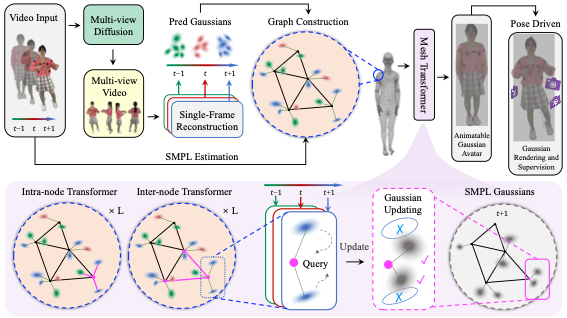 Video Input
t−1 t t+1
Multi-view
Diffusion
Multi-view
Video
Pred Gaussians
t−1 t t+1
Single-Frame
Reconstruction
SMPL Estimation
Graph Construction
Mesh Transformer
Animatable
Gaussian
Avatar
Pose Driven
Gaussian
Rendering and
Supervision
Intra-node Transformer
× L
Inter-node Transformer
× L
t−1 t t+1
Query
Update
Gaussian
Updating
X
✓
✓
X
SMPL Gaussians
t+1